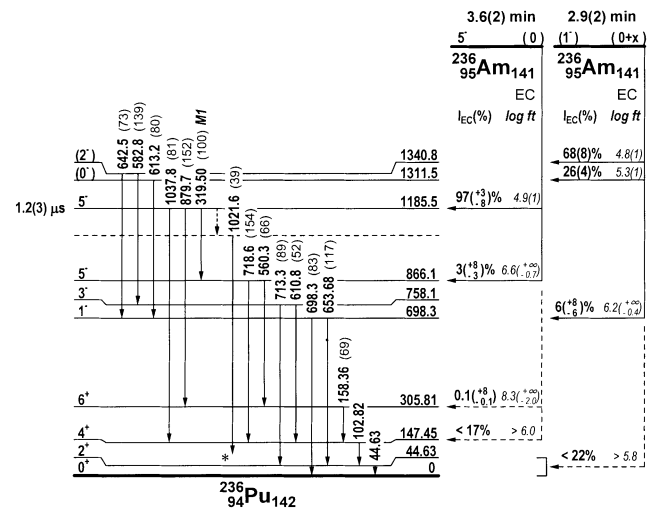 3.6(2) min 2.9(2) min
5⁻ (0) (1⁻) (0+x)
²³⁶₉₅Am₁₄₁ ²³⁶₉₅Am₁₄₁
EC EC
I_EC(%) log ft I_EC(%) log ft
642.5 (73)
582.8 (139)
613.2 (80)
1037.8 (81)
879.7 (152)
319.50 (100) M1
1021.6 (39)
718.6 (154)
560.3 (66)
713.3 (89)
610.8 (52)
698.3 (83)
653.68 (117)
158.36 (69)
102.82
44.63
(2⁻) 1340.8 68(8)% 4.8(1)
(0⁻) 1311.5 26(4)% 5.3(1)
1.2(3) μs 5⁻ 1185.5 97(+3 -8)% 4.9(1)
5⁻ 866.1 3(+8 -3)% 6.6(+∞ -0.7)
3⁻ 758.1
1⁻ 698.3 6(+8 -6)% 6.2(+∞ -0.4)
6⁺ 305.81 0.1(+8 -0.1) 8.3(+∞ -2.0)
4⁺ 147.45 < 17% > 6.0
2⁺ * 44.63 < 22% > 5.8
0⁺ 0
²³⁶₉₄Pu₁₄₂